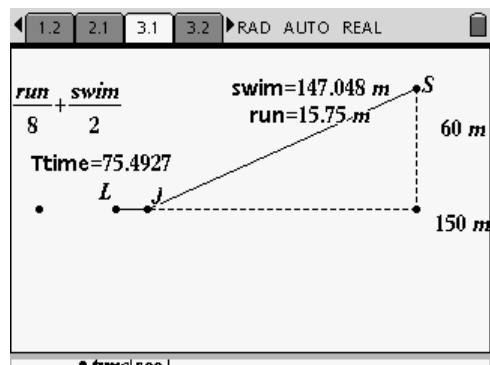 1.2 2.1 3.1 3.2 RAD AUTO REAL
run/8 + swim/2
swim=147.048 m
S
run=15.75 m
60 m
Ttime=75.4927
L
J
150 m